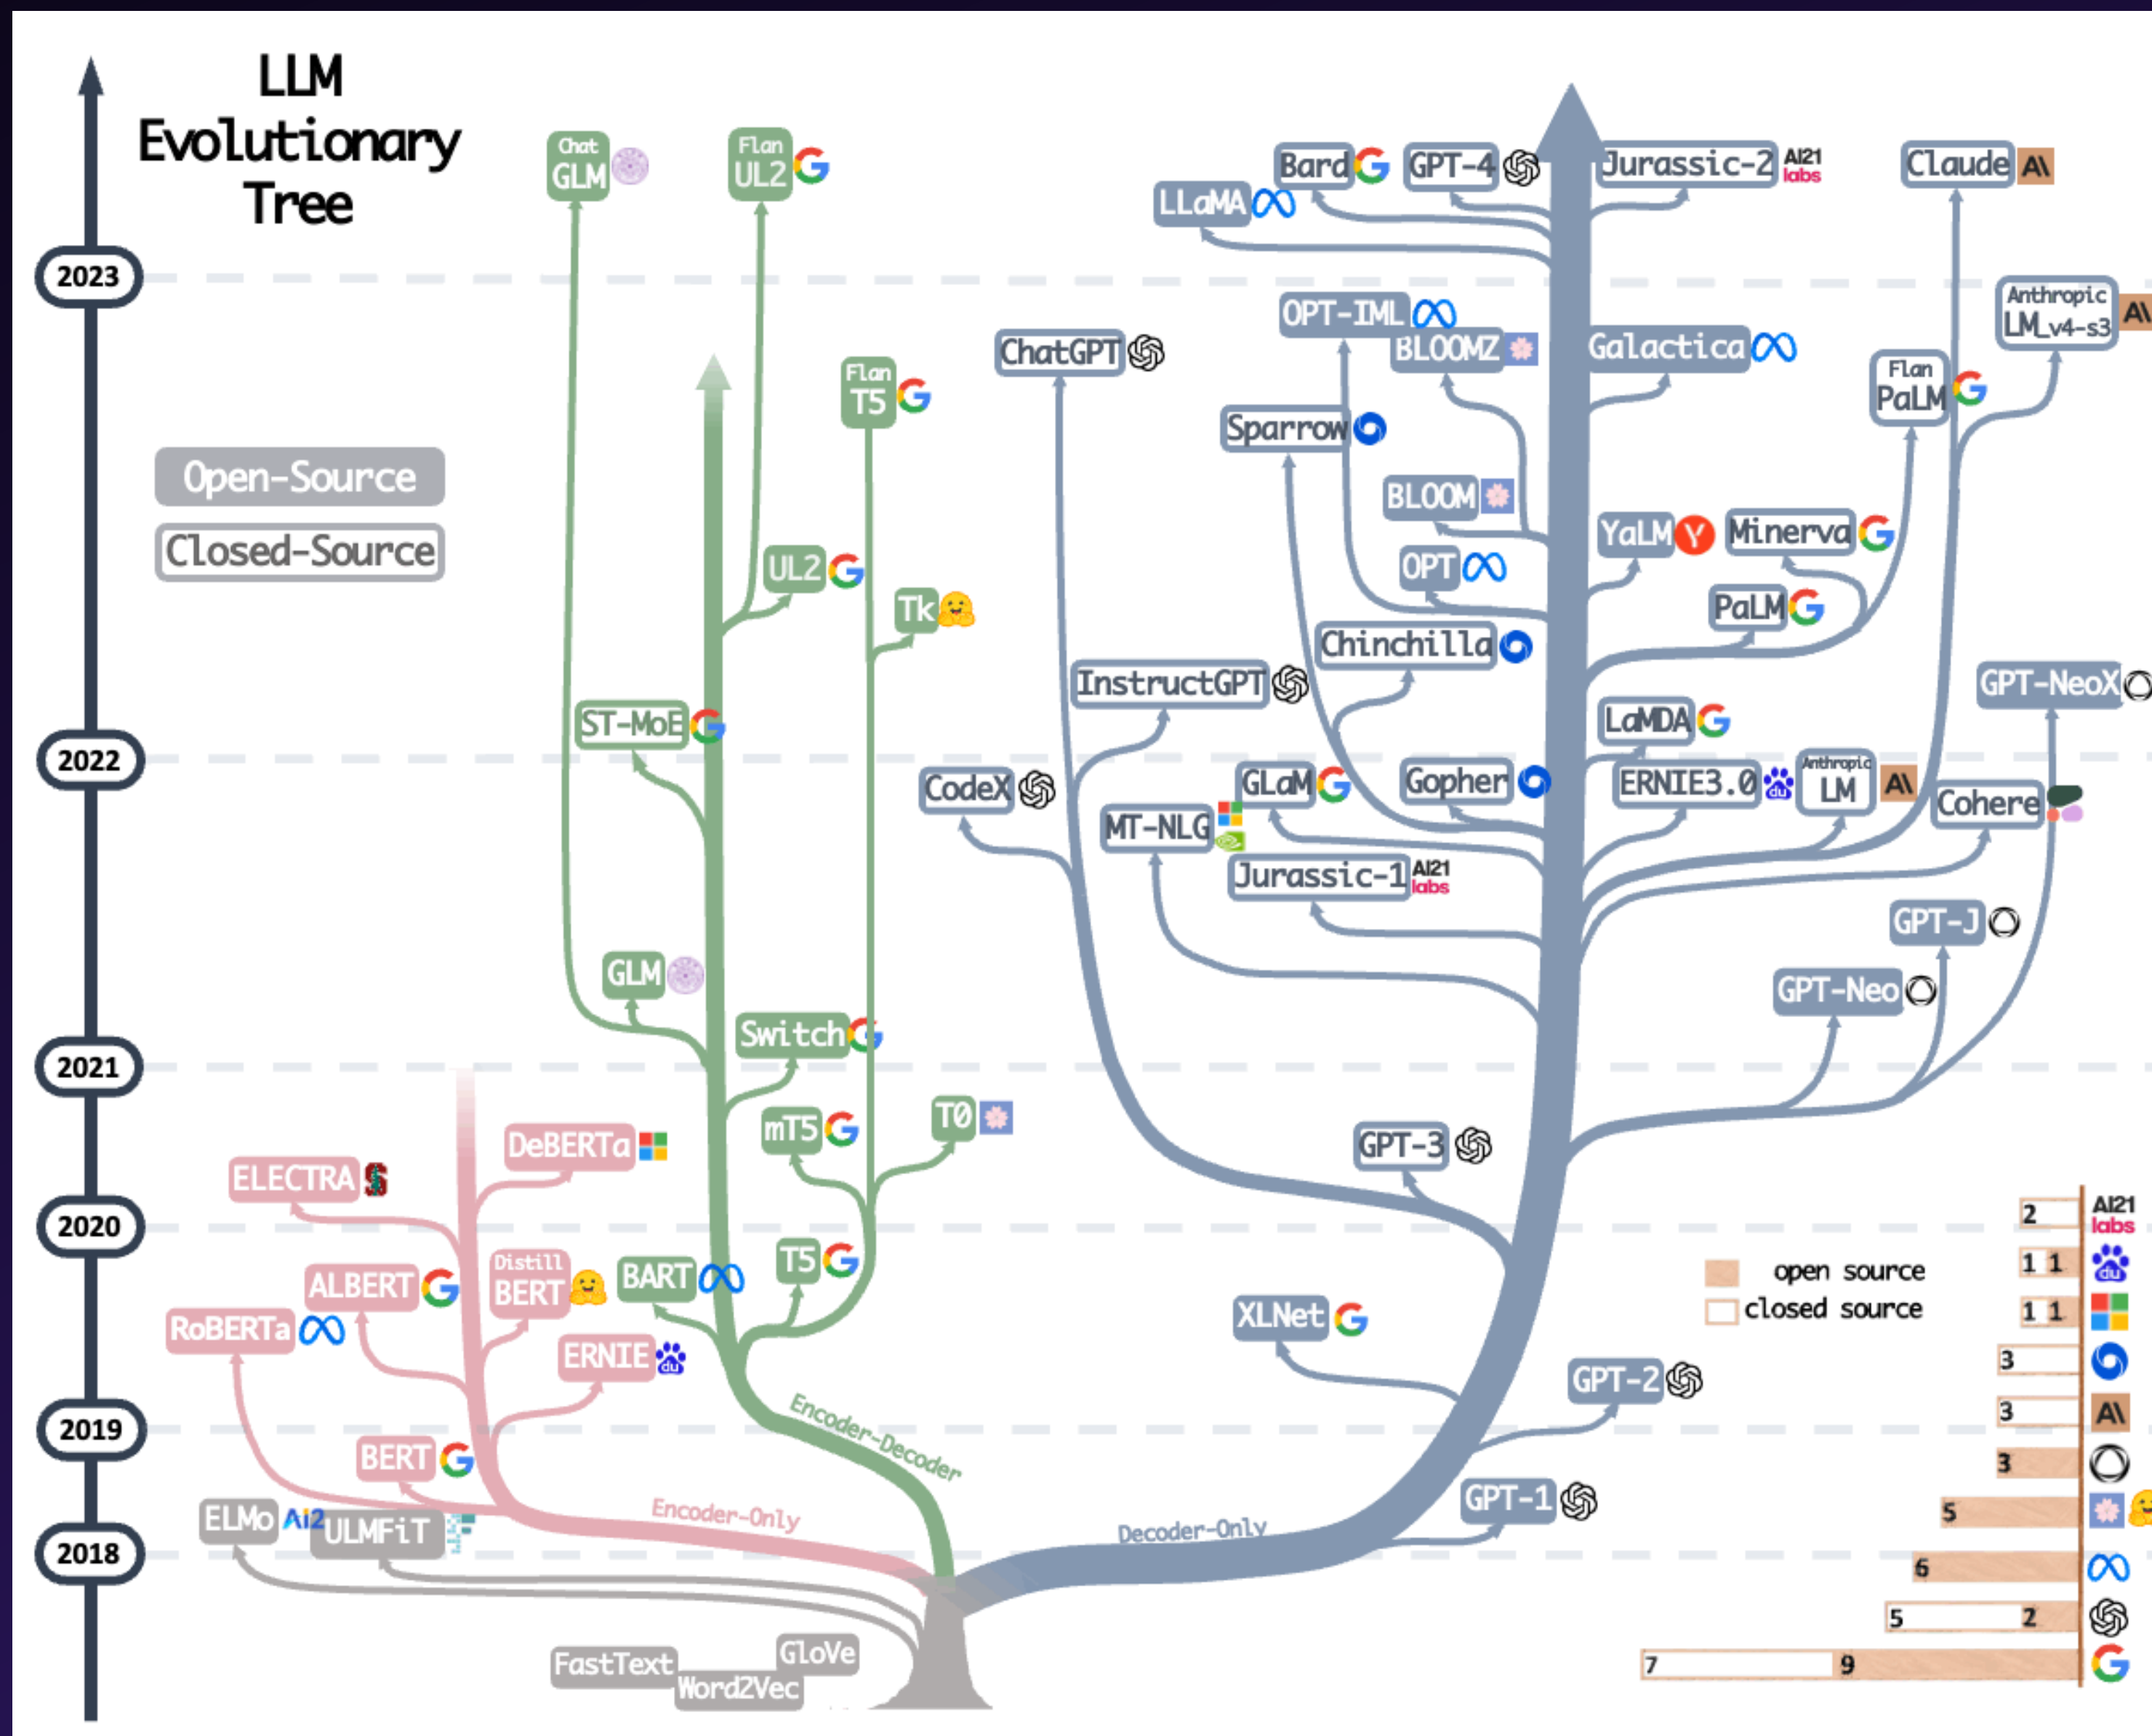 LLM
Evolutionary
Tree
2023
2022
2021
2020
2019
2018
Open-Source
Closed-Source
Chat
GLM
Flan
UL2
Flan
T5
UL2
Tk
ST-MoE
GLM
Switch
mT5
T0
BART
T5
Encoder-Decoder
DeBERTa
ELECTRA
Distill
BERT
ALBERT
RoBERTa
ERNIE
du
BERT
Encoder-Only
ELMo
Ai2
ULMFiT
FastText
Word2Vec
GloVe
Bard
GPT-4
Jurassic-2
AI21
labs
Claude
A\
LLaMA
OPT-IML
Anthropic
LM_v4-s3
A\
ChatGPT
BLOOMZ
Galactica
Flan
PaLM
Sparrow
BLOOM
YaLM
Y
Minerva
OPT
PaLM
Chinchilla
InstructGPT
GPT-NeoX
LaMDA
CodeX
GLaM
Gopher
ERNIE3.0
du
Anthropic
LM
A\
Cohere
MT-NLG
Jurassic-1
AI21
labs
GPT-J
GPT-Neo
GPT-3
XLNet
GPT-2
GPT-1
Decoder-Only
open source
closed source
2
AI21
labs
1 1
du
1 1
3
3
A\
3
5
6
5 2
7 9